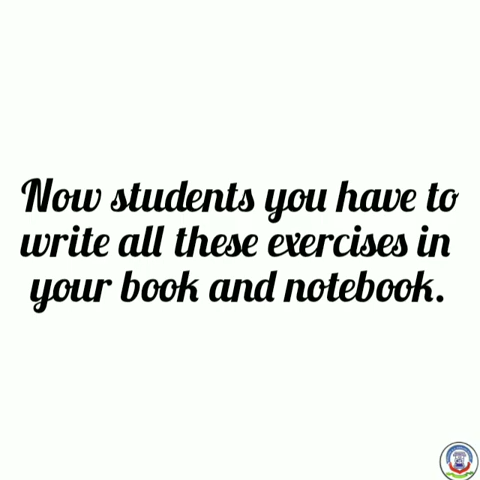 Now students you have to
write all these exercises in
your book and notebook.